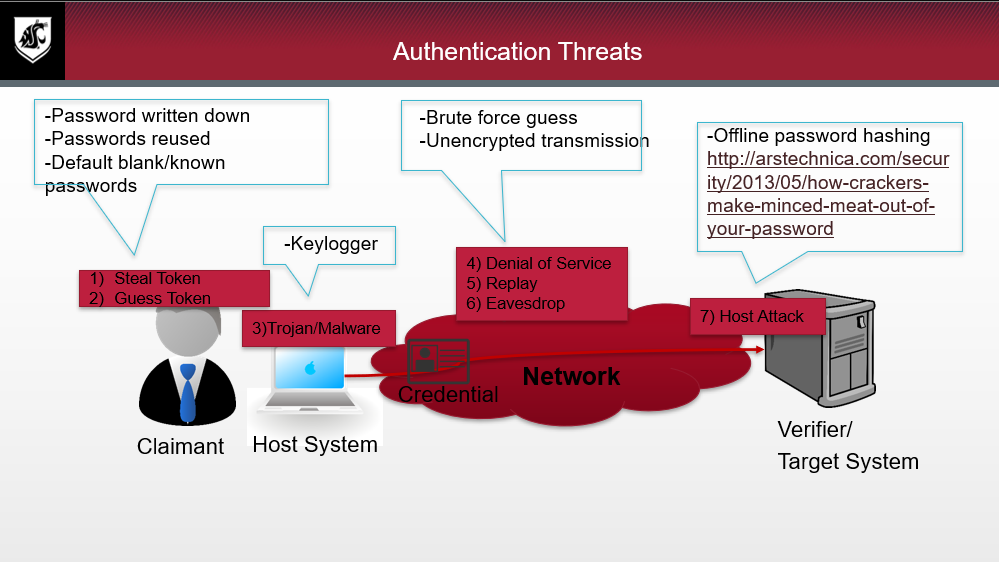 Authentication Threats
-Password written down
-Passwords reused
-Default blank/known
passwords
-Brute force guess
-Unencrypted transmission
-Offline password hashing
http://arstechnica.com/secur
ity/2013/05/how-crackers-
make-minced-meat-out-of-
your-password
-Keylogger
1) Steal Token
2) Guess Token
3)Trojan/Malware
4) Denial of Service
5) Replay
6) Eavesdrop
7) Host Attack
Network
Credential
Claimant
Host System
Verifier/
Target System